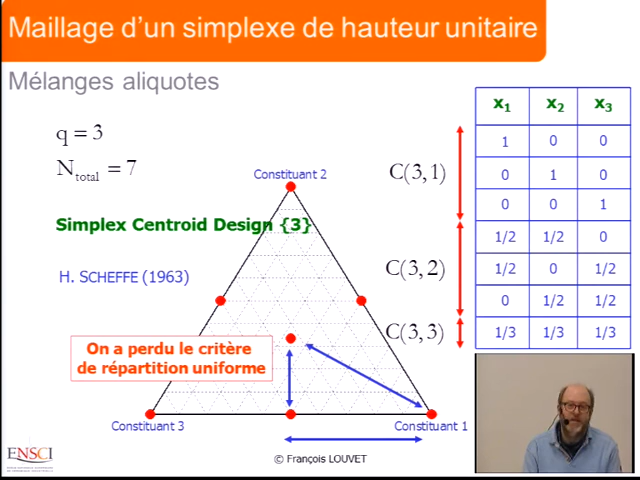 Maillage d'un simplexe de hauteur unitaire
Mélanges aliquotes
q = 3
N total = 7
Simplex Centroid Design {3}
H. SCHEFFE (1963)
On a perdu le critère
de répartition uniforme
Constituant 2
Constituant 3
Constituant 1
C(3,1)
C(3,2)
C(3,3)
x1 x2 x3
1 0 0
0 1 0
0 0 1
1/2 1/2 0
1/2 0 1/2
0 1/2 1/2
1/3 1/3 1/3
ENSCI
© François LOUVET